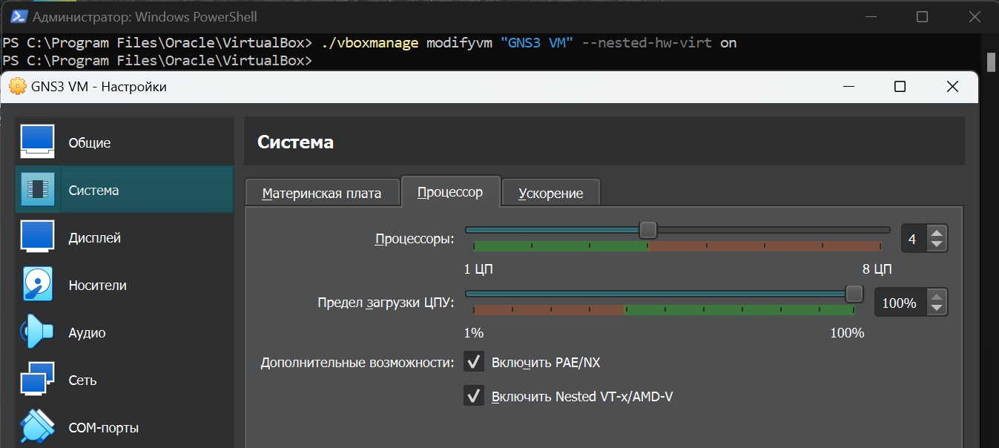 Администратор: Windows PowerShell
PS C:\Program Files\Oracle\VirtualBox> ./vboxmanage modifyvm "GNS3 VM" --nested-hw-virt on
PS C:\Program Files\Oracle\VirtualBox>
GNS3 VM - Настройки
Общие
Система
Дисплей
Носители
Аудио
Сеть
COM-порты
Система
Материнская плата Процессор Ускорение
Процессоры: 4
1 ЦП 8 ЦП
Предел загрузки ЦПУ: 100%
1% 100%
Дополнительные возможности: Включить PAE/NX
Включить Nested VT-x/AMD-V